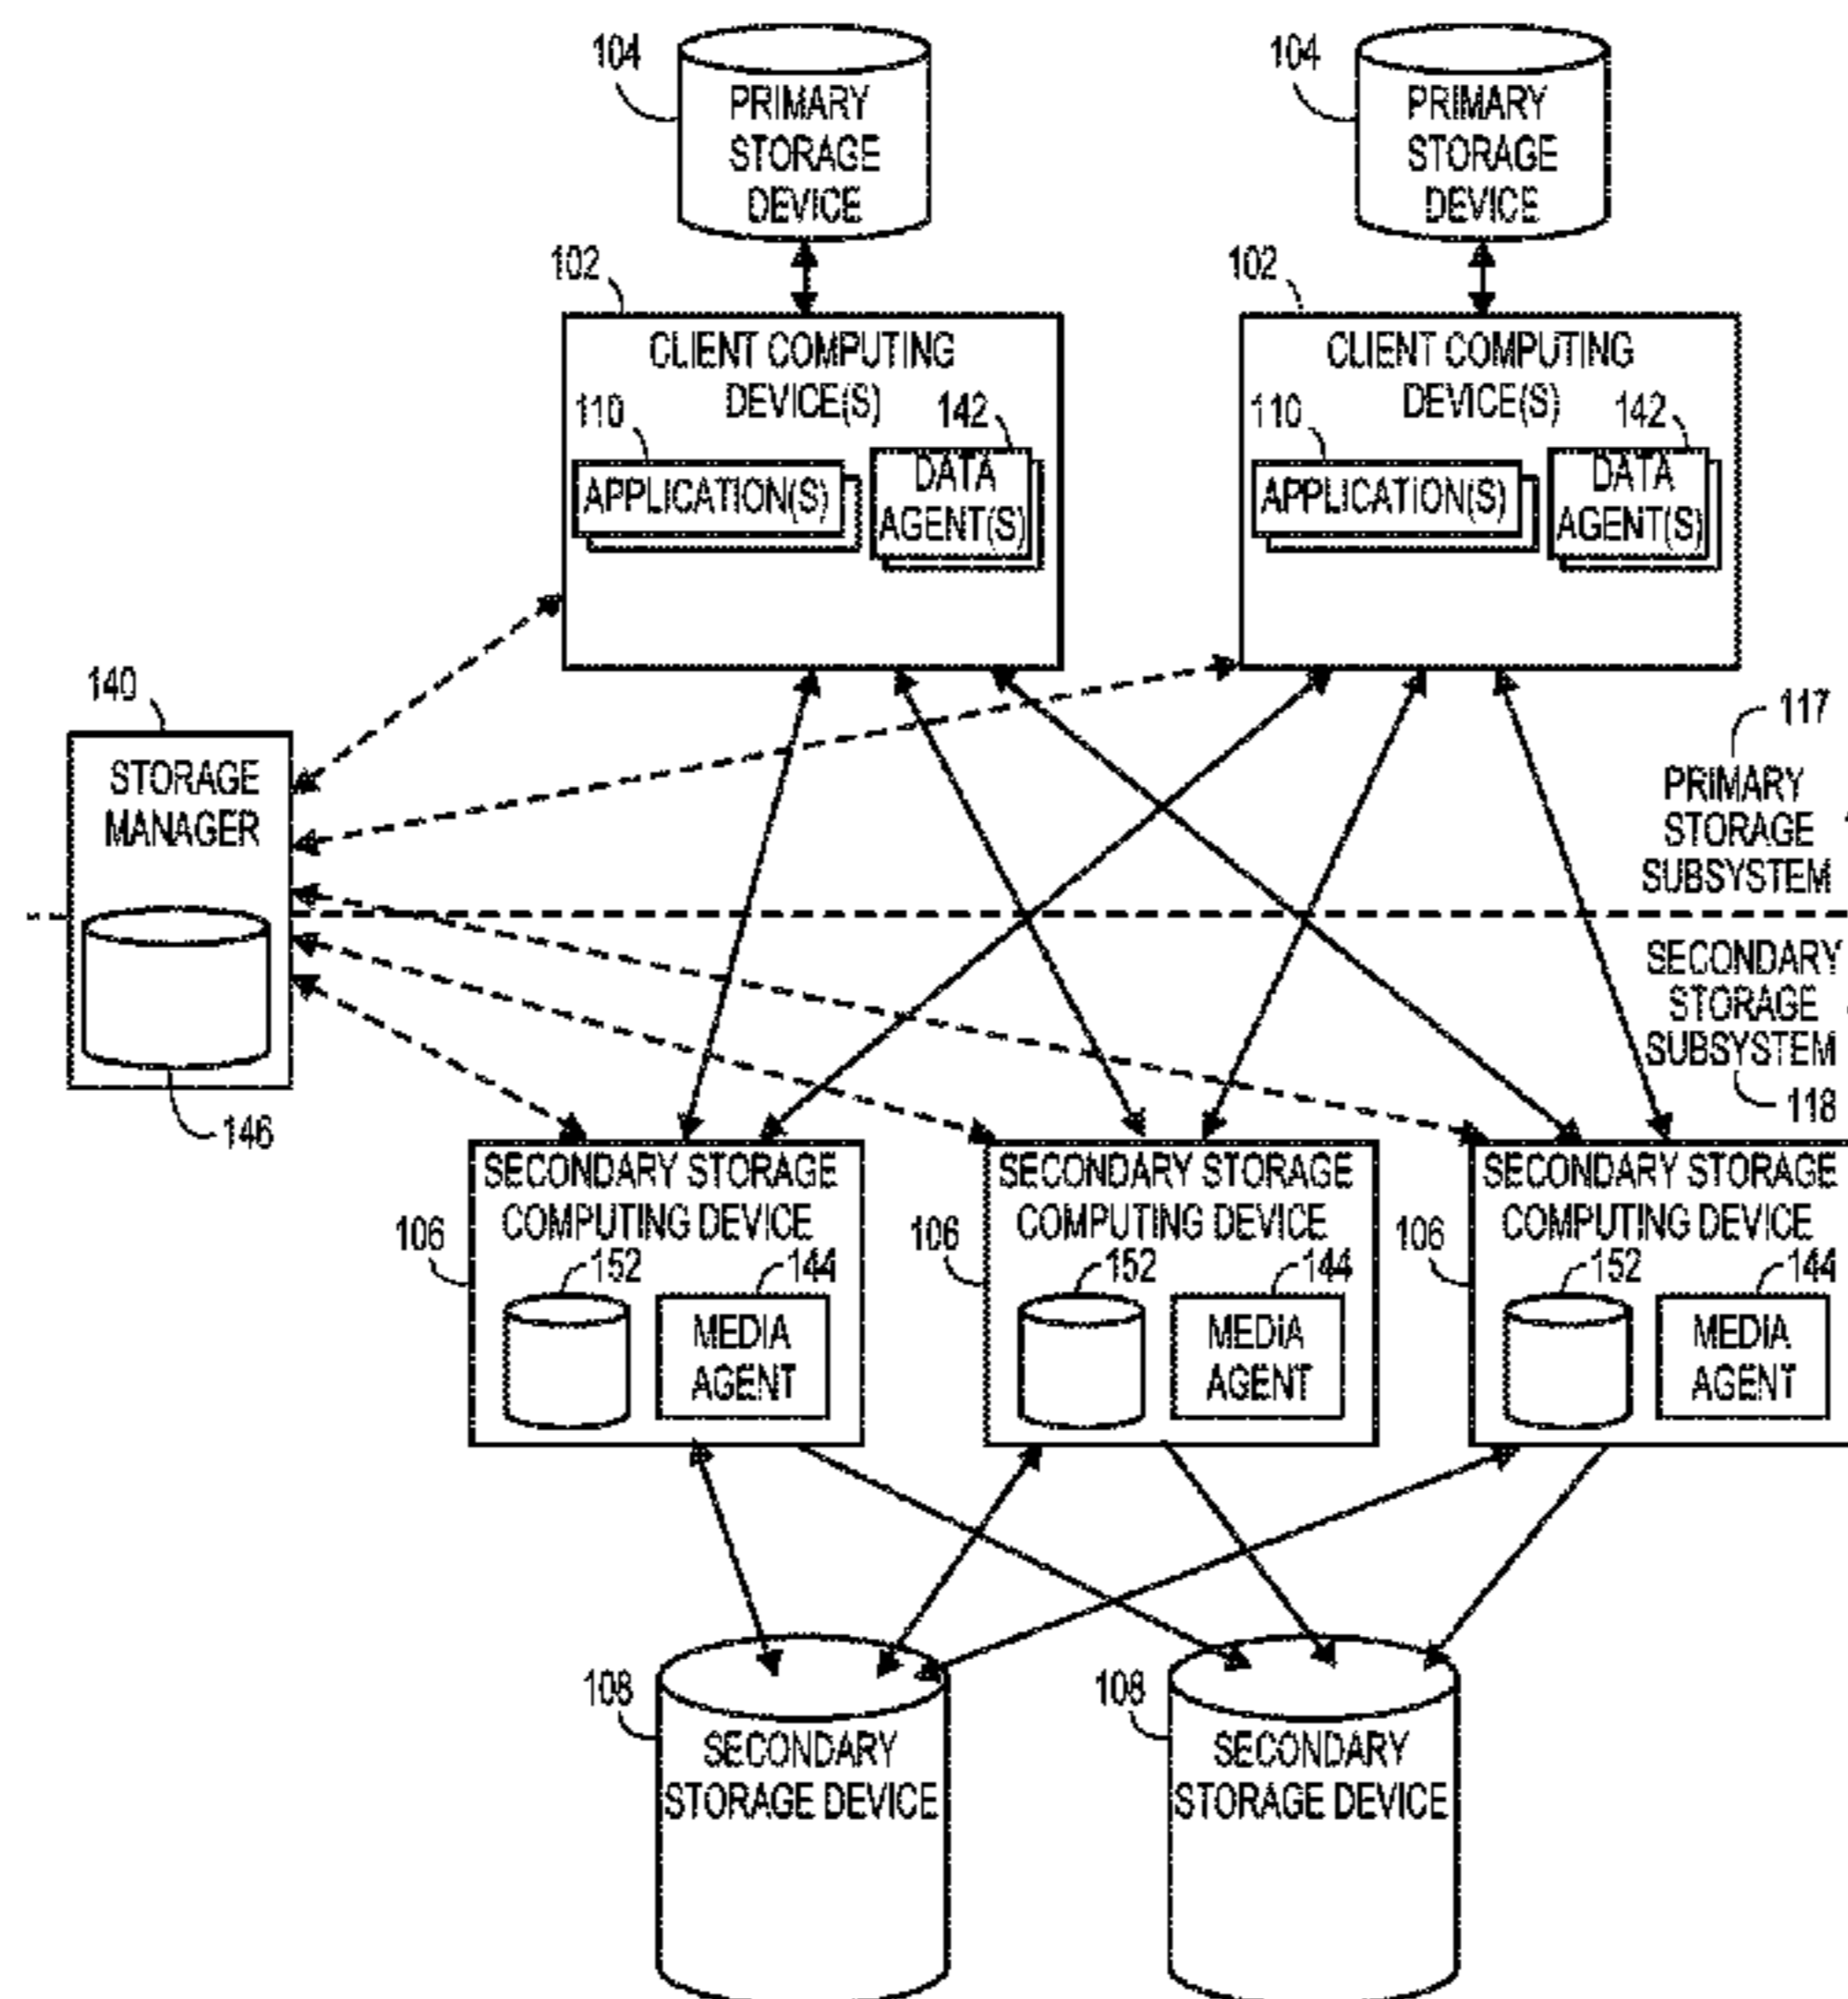 104
PRIMARY
STORAGE
DEVICE
104
PRIMARY
STORAGE
DEVICE
102
CLIENT COMPUTING
DEVICE(S)
110
142
APPLICATION(S)
DATA
AGENT(S)
102
CLIENT COMPUTING
DEVICE(S)
110
142
APPLICATION(S)
DATA
AGENT(S)
140
STORAGE
MANAGER
146
117
PRIMARY
STORAGE
SUBSYSTEM
SECONDARY
STORAGE
SUBSYSTEM
118
SECONDARY STORAGE
COMPUTING DEVICE
106
152
144
MEDIA
AGENT
SECONDARY STORAGE
COMPUTING DEVICE
106
152
144
MEDIA
AGENT
SECONDARY STORAGE
COMPUTING DEVICE
106
152
144
MEDIA
AGENT
108
SECONDARY
STORAGE DEVICE
108
SECONDARY
STORAGE DEVICE